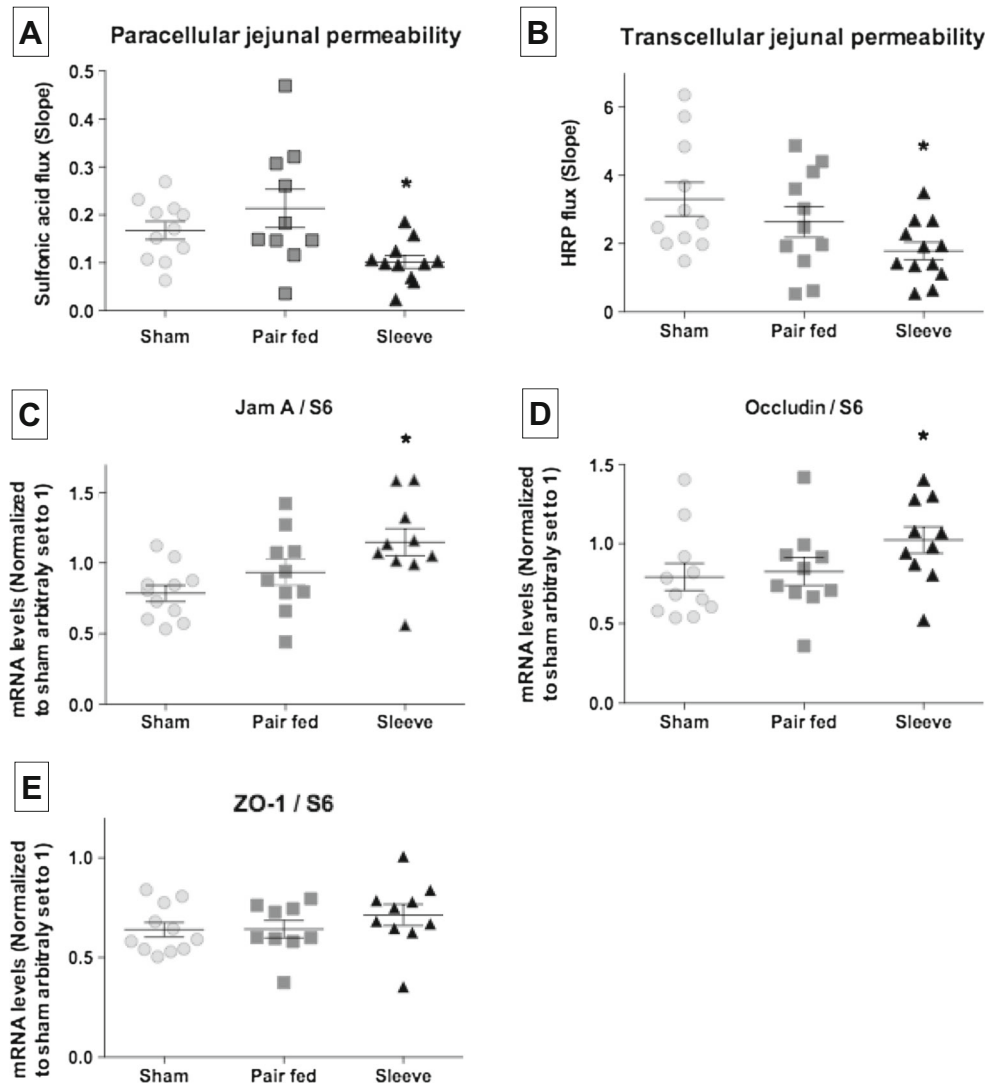 A
Paracellular jejunal permeability
Sulfonic acid flux (Slope)
0.5
0.4
0.3
0.2
0.1
0.0
*
Sham
Pair fed
Sleeve
B
Transcellular jejunal permeability
HRP flux (Slope)
6
4
2
0
*
Sham
Pair fed
Sleeve
C
Jam A / S6
mRNA levels (Normalized
to sham arbitraly set to 1)
1.5
1.0
0.5
0.0
*
Sham
Pair fed
Sleeve
D
Occludin / S6
mRNA levels (Normalized
to sham arbitraly set to 1)
1.5
1.0
0.5
0.0
*
Sham
Pair fed
Sleeve
E
ZO-1 / S6
mRNA levels (Normalized
to sham arbitraly set to 1)
1.0
0.5
0.0
Sham
Pair fed
Sleeve